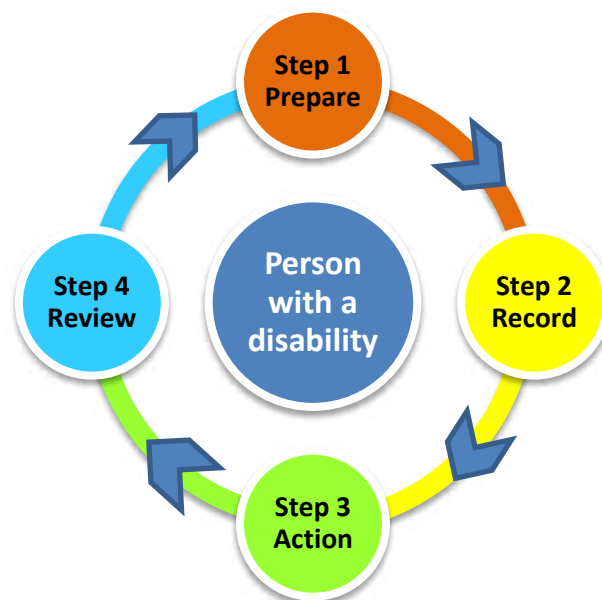 Step 1
Prepare
Step 2
Record
Step 3
Action
Step 4
Review
Person
with a
disability